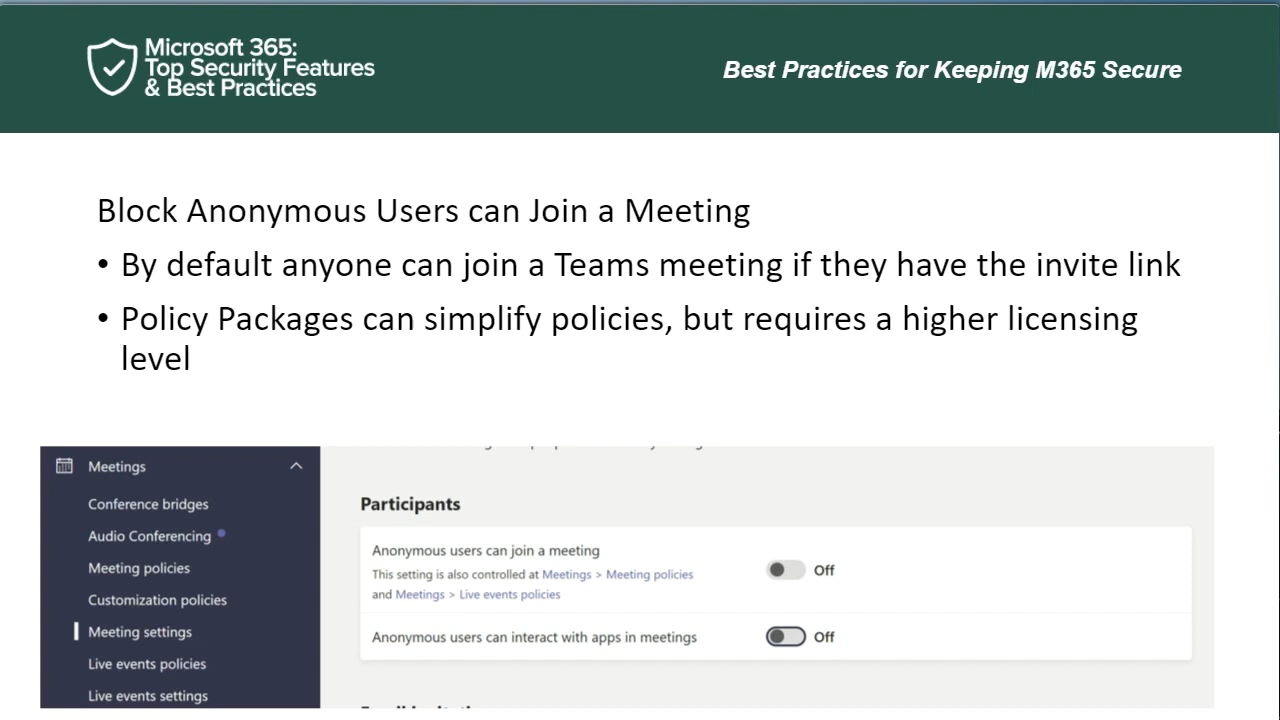 Microsoft 365:
Top Security Features
& Best Practices
Best Practices for Keeping M365 Secure
Block Anonymous Users can Join a Meeting
• By default anyone can join a Teams meeting if they have the invite link
• Policy Packages can simplify policies, but requires a higher licensing
level
Meetings
Conference bridges
Audio Conferencing
Meeting policies
Customization policies
Meeting settings
Live events policies
Live events settings
Participants
Anonymous users can join a meeting
This setting is also controlled at Meetings > Meeting policies
and Meetings > Live events policies
Off
Anonymous users can interact with apps in meetings
Off